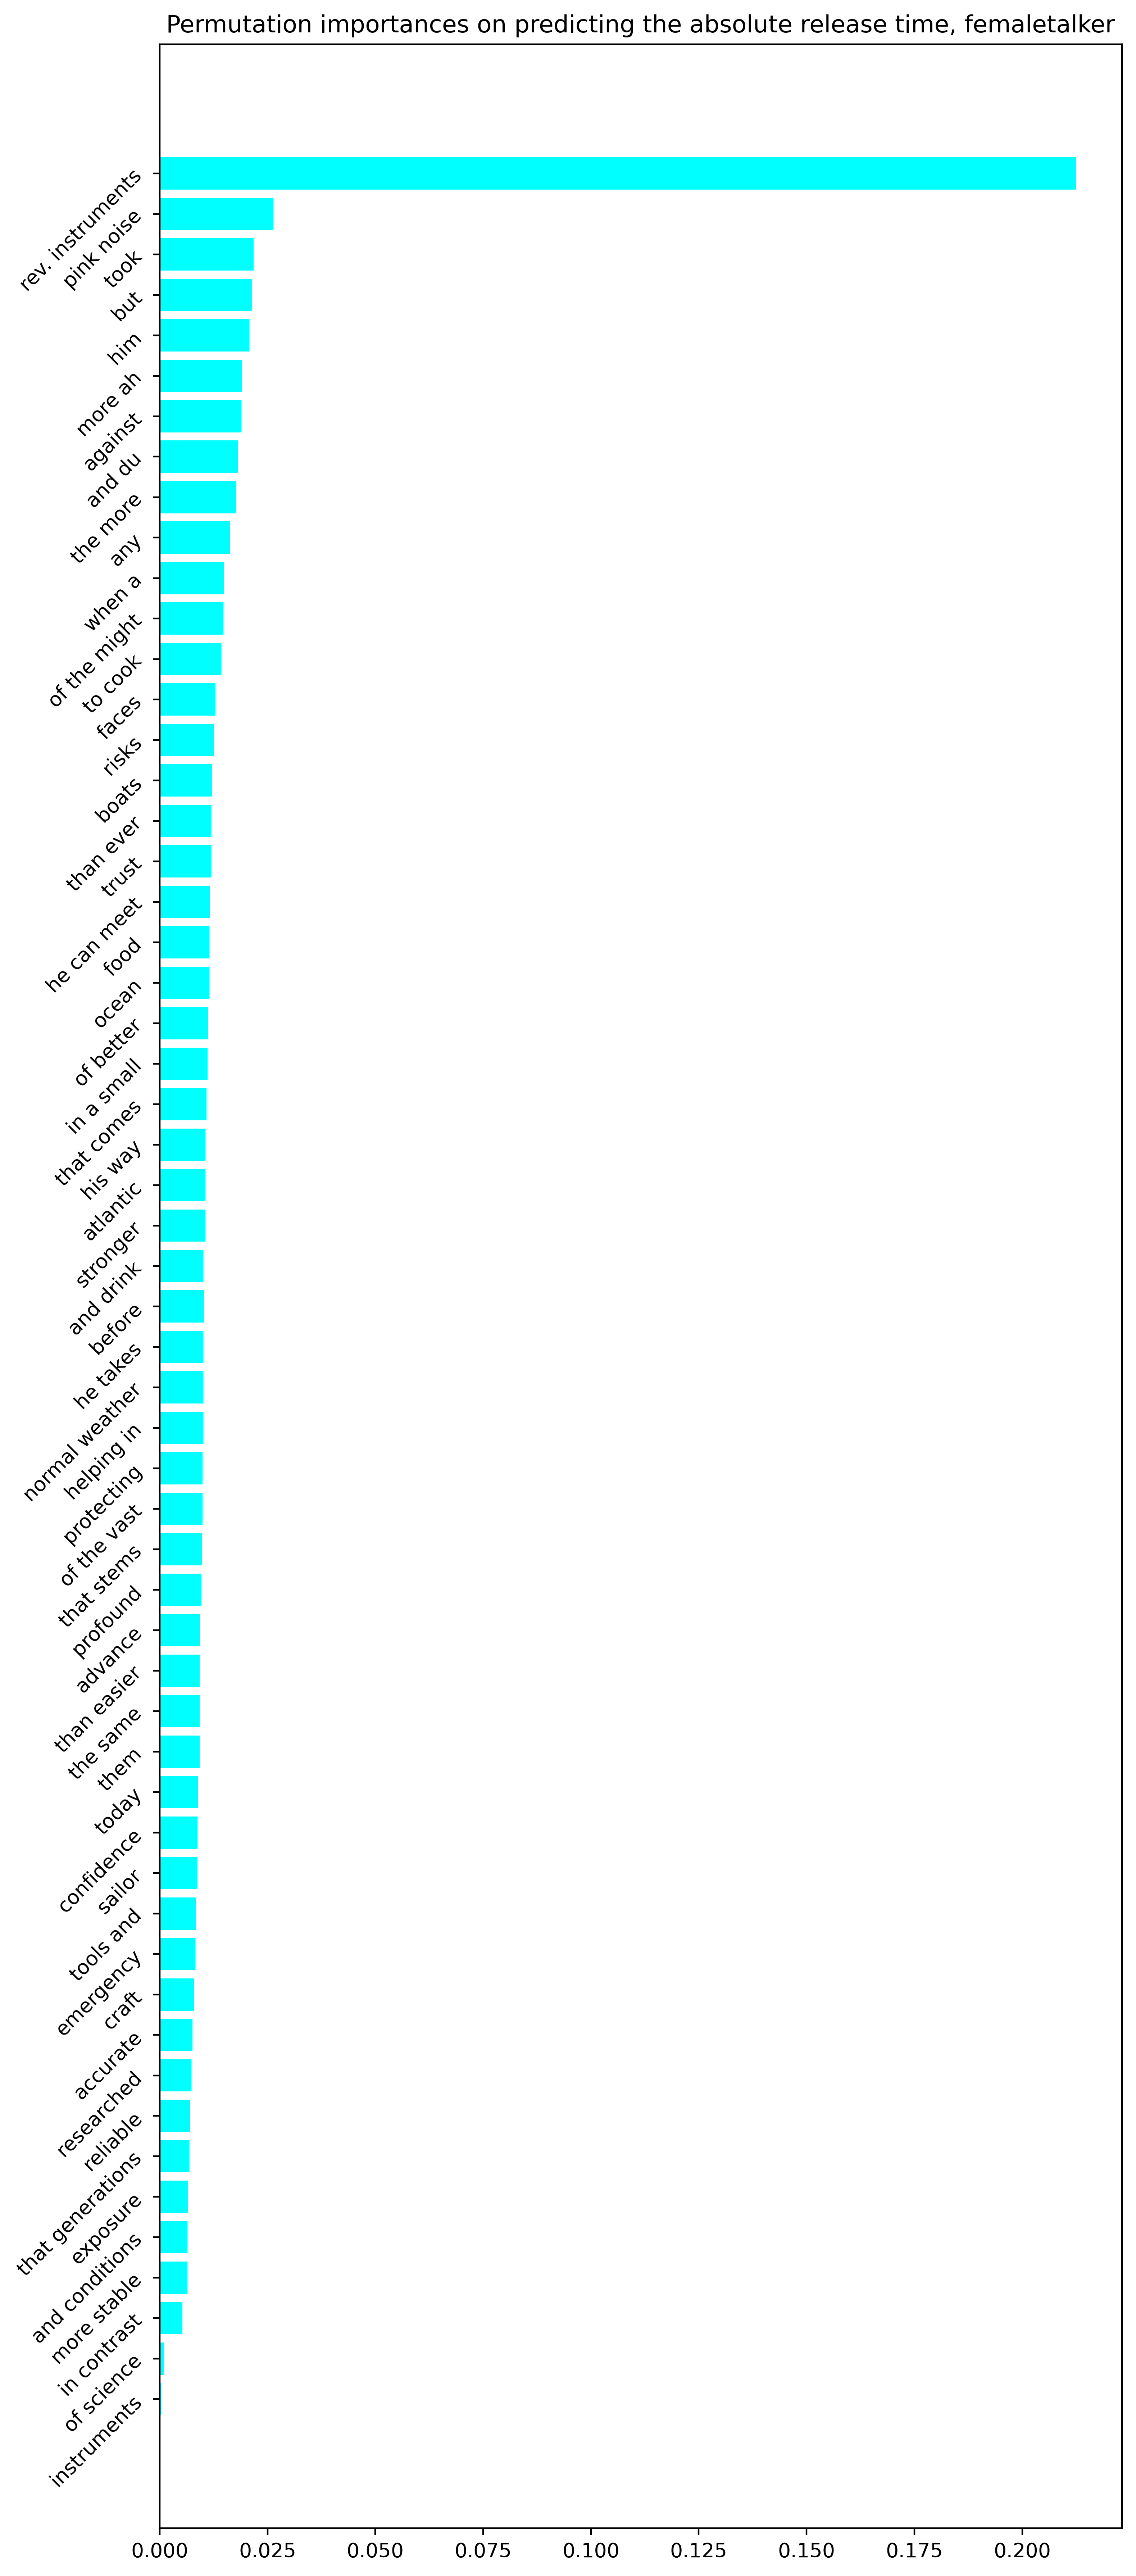 Permutation importances on predicting the absolute release time, femaletalker
rev. instruments
pink noise
took
but
him
more ah
against
and du
the more
any
when a
of the might
to cook
faces
risks
boats
than ever
trust
he can meet
food
ocean
of better
in a small
that comes
his way
atlantic
stronger
and drink
before
he takes
normal weather
helping in
protecting
of the vast
that stems
profound
advance
than easier
the same
them
today
confidence
sailor
tools and
emergency
craft
accurate
researched
reliable
that generations
exposure
and conditions
more stable
in contrast
of science
instruments
0.000 0.025 0.050 0.075 0.100 0.125 0.150 0.175 0.200